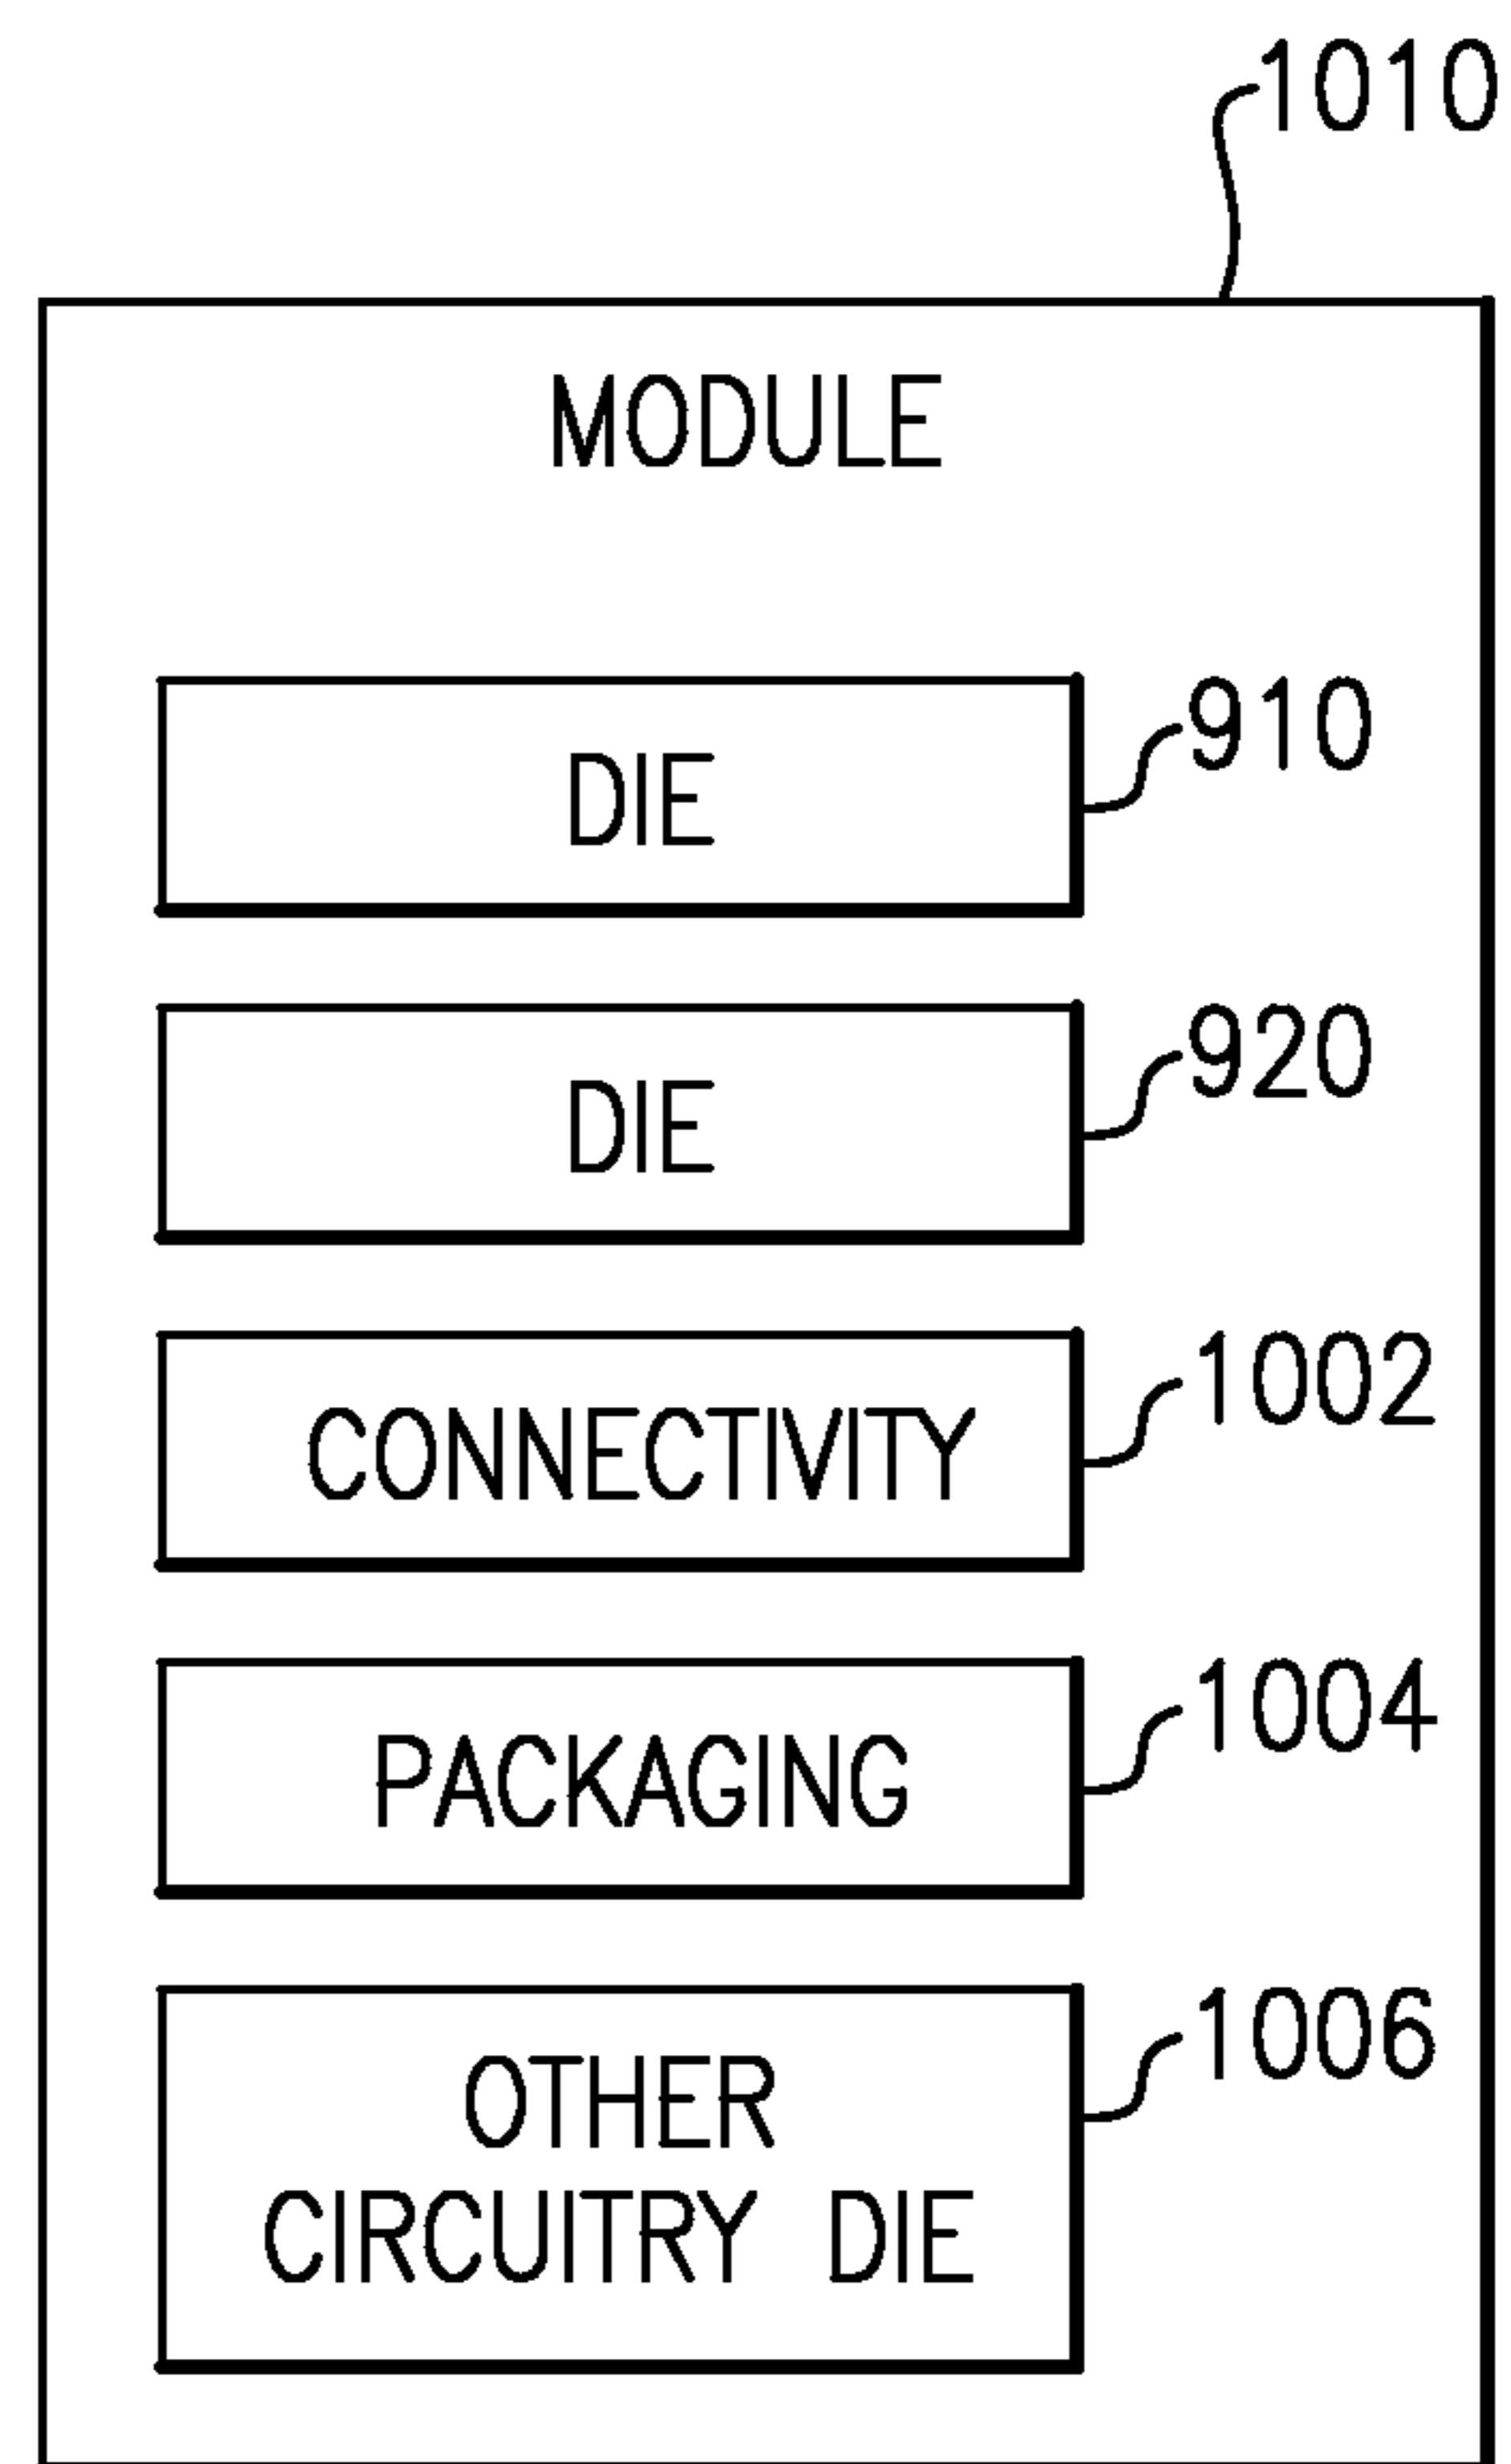 1010
MODULE
DIE
910
DIE
920
CONNECTIVITY
1002
PACKAGING
1004
OTHER
CIRCUITRY DIE
1006